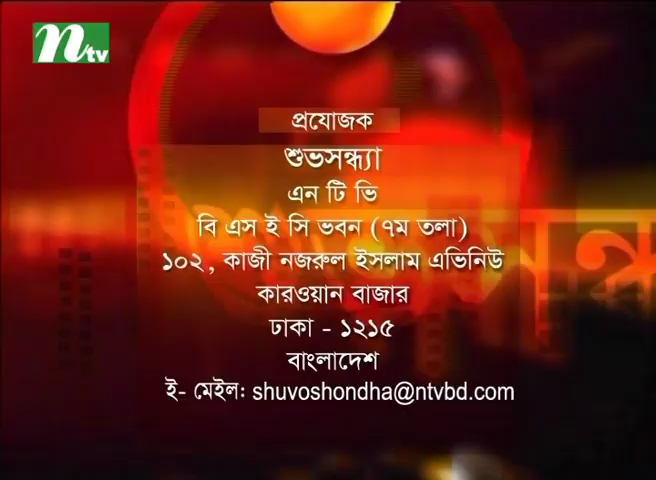 ntv
প্রযোজক
শুভসন্ধ্যা
এন টি ভি
বি এস ই সি ভবন (৭ম তলা)
১০২, কাজী নজরুল ইসলাম এভিনিউ
কারওয়ান বাজার
ঢাকা - ১২১৫
বাংলাদেশ
ই- মেইলঃ shuvoshondha@ntvbd.com